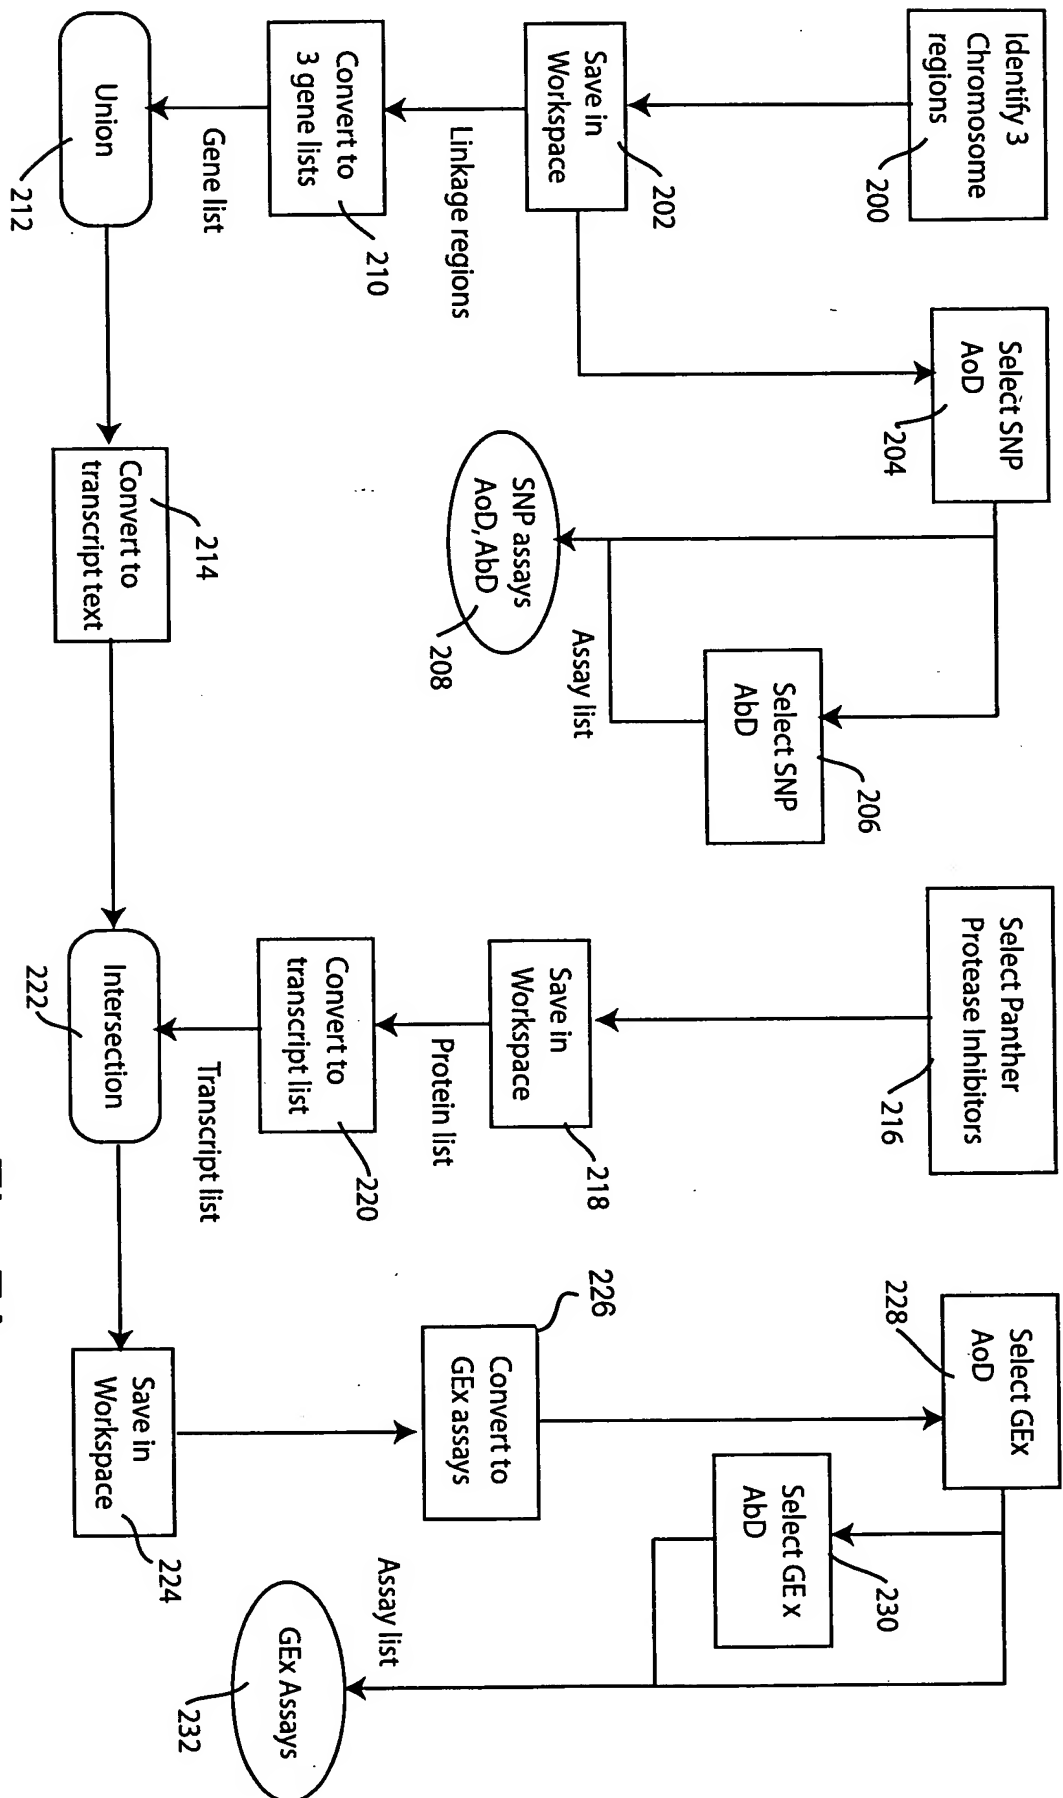 Identify 3
Chromosome
regions
200
Save in
Workspace
202
Linkage regions
Convert to
3 gene lists
210
Gene list
Union
212
Select SNP
AoD
204
Select SNP
AbD
206
Assay list
SNP assays
AoD, AbD
208
Convert to
transcript text
214
Select Panther
Protease Inhibitors
216
Save in
Workspace
218
Protein list
Convert to
transcript list
220
Transcript list
Intersection
222
Save in
Workspace
224
Convert to
GEx assays
226
Select GEx
AoD
228
Select GEx
AbD
230
Assay list
GEx Assays
232